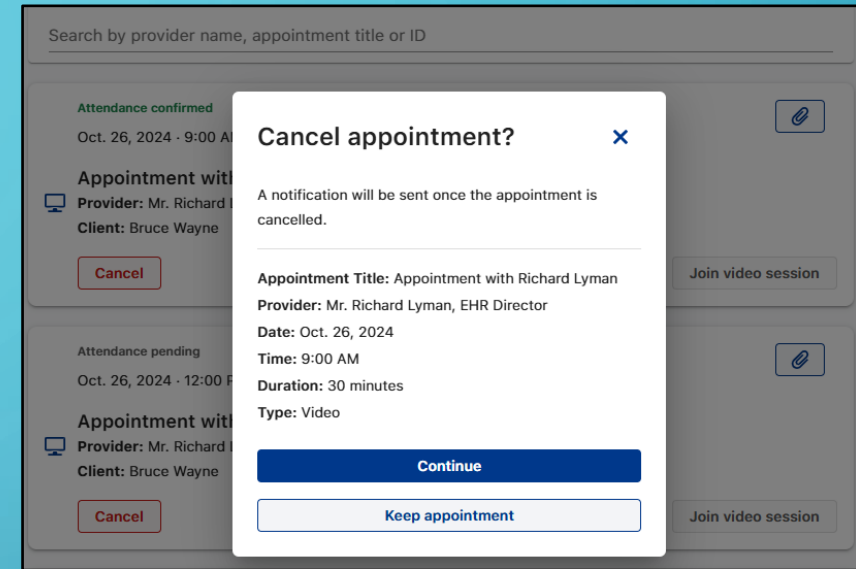 Search by provider name, appointment title or ID
Attendance confirmed
Oct. 26, 2024 · 9:00
Appointment
Provider: Mr. Richard
Client: Bruce Wayne
Cancel
Join video session
Attendance pending
Oct. 26, 2024 · 12:00
Appointment
Provider: Mr. Richard
Client: Bruce Wayne
Cancel
Join video session
Cancel appointment?
A notification will be sent once the appointment is
cancelled.
Appointment Title: Appointment with Richard Lyman
Provider: Mr. Richard Lyman, EHR Director
Date: Oct. 26, 2024
Time: 9:00 AM
Duration: 30 minutes
Type: Video
Continue
Keep appointment